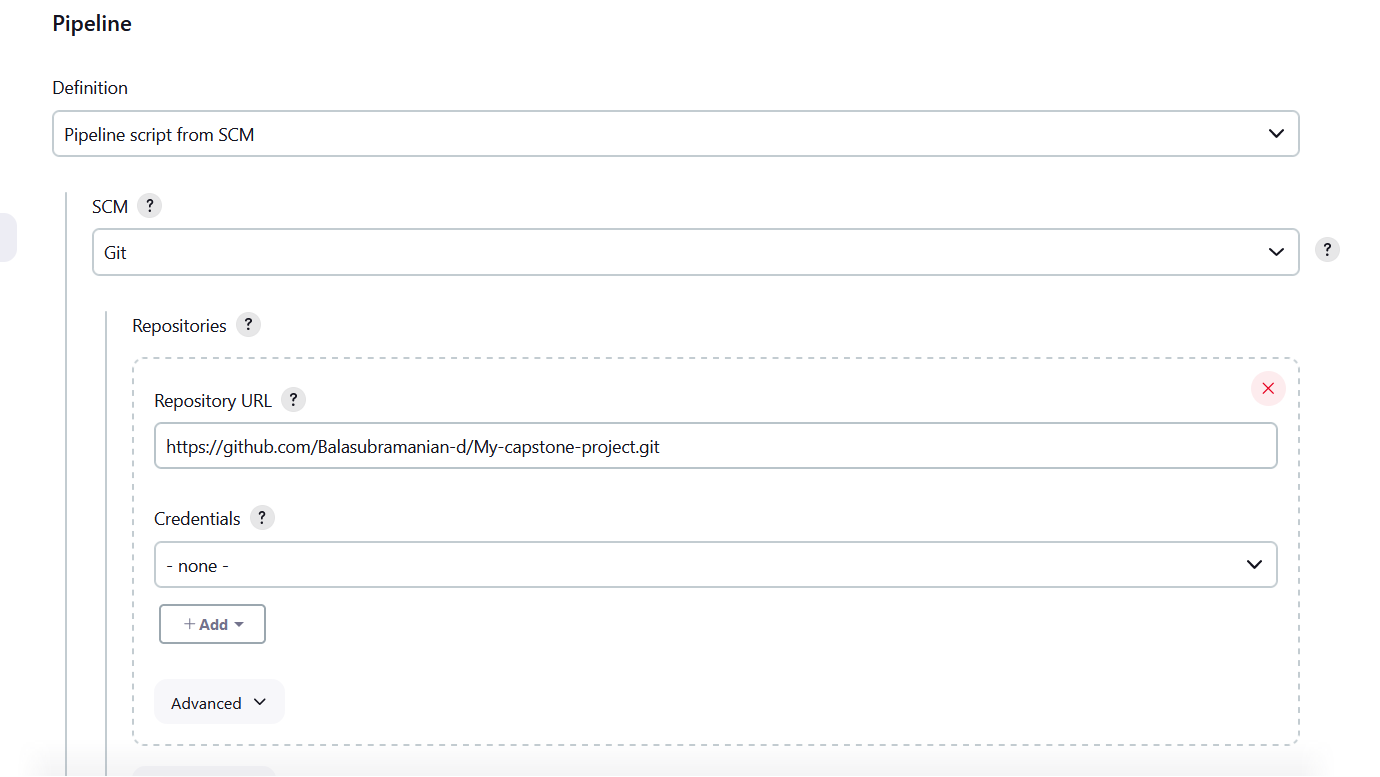 Pipeline
Definition
Pipeline script from SCM
SCM ?
Git
?
Repositories ?
Repository URL ?
https://github.com/Balasubramanian-d/My-capstone-project.git
Credentials ?
- none -
+ Add
Advanced